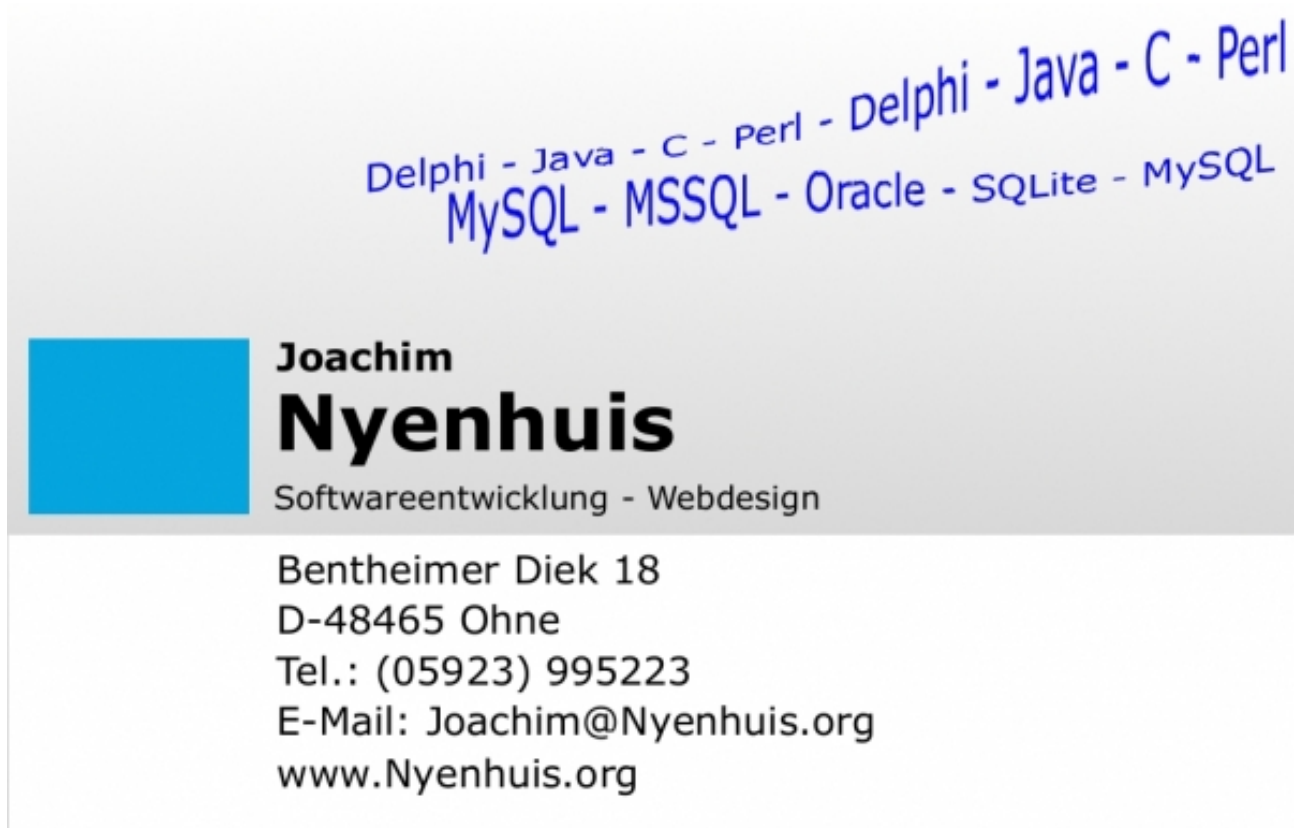 Delphi - Java - C - Perl - Delphi - Java - C - Perl
MySQL - MSSQL - Oracle - SQLite - MySQL
Joachim
Nyenhuis
Softwareentwicklung - Webdesign
Bentheimer Diek 18
D-48465 Ohne
Tel.: (05923) 995223
E-Mail: Joachim@Nyenhuis.org
www.Nyenhuis.org